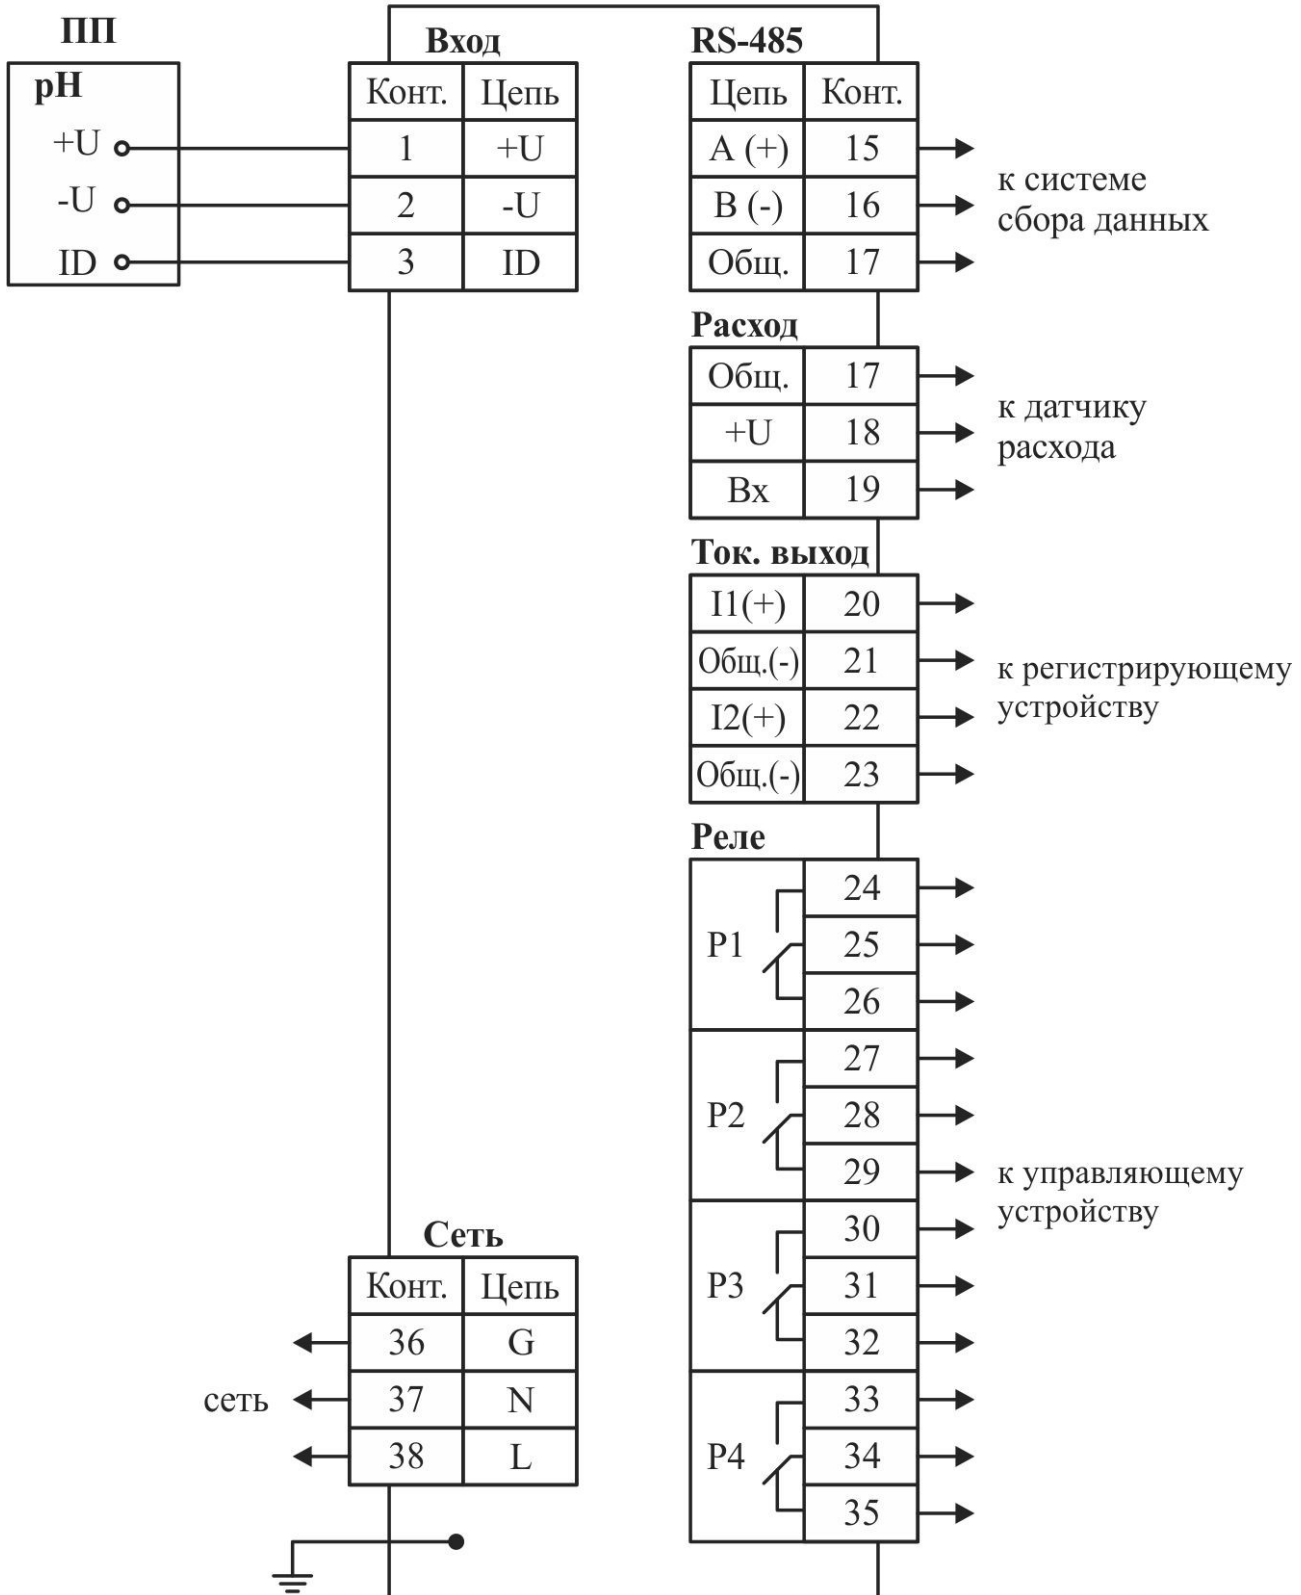 ПП
pH
+U
-U
ID
Вход
Конт. Цепь
1 +U
2 -U
3 ID
RS-485
Цепь Конт.
A (+) 15
B (-) 16
Общ. 17
к системе
сбора данных
Расход
Общ. 17
+U 18
Вх 19
к датчику
расхода
Ток. выход
I1(+) 20
Общ.(-) 21
I2(+) 22
Общ.(-) 23
к регистрирующему
устройству
Реле
24
P1 25
26
27
P2 28
29
30
P3 31
32
33
P4 34
35
к управляющему
устройству
Сеть
Конт. Цепь
36 G
сеть 37 N
38 L